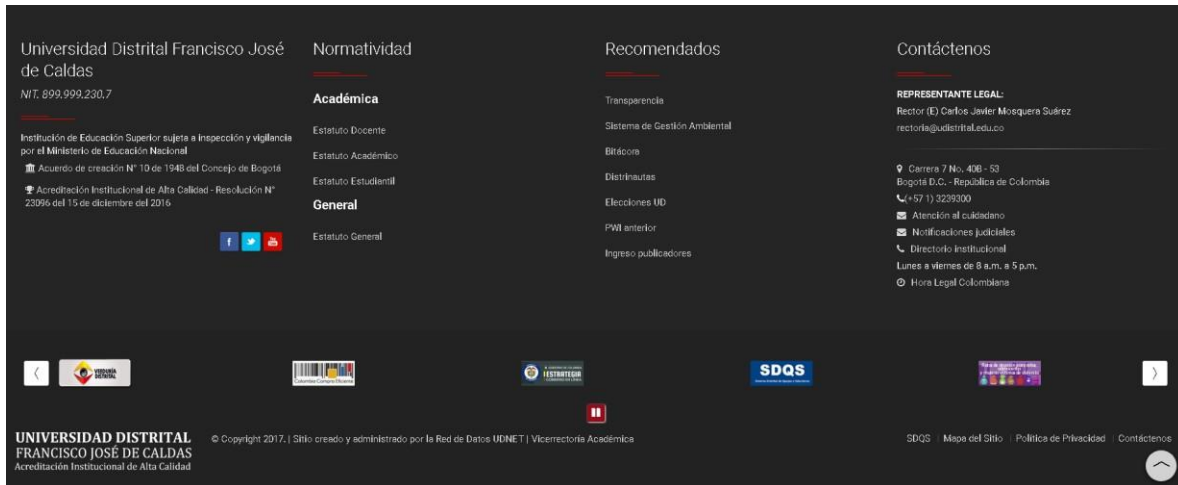 Universidad Distrital Francisco José
de Caldas
NIT. 899.999.230.7
Institución de Educación Superior sujeta a inspección y vigilancia
por el Ministerio de Educación Nacional
Acuerdo de creación N° 10 de 1948 del Concejo de Bogotá
Acreditación Institucional de Alta Calidad - Resolución N°
23096 del 15 de diciembre del 2016
Normatividad
Académica
Estatuto Docente
Estatuto Académico
Estatuto Estudiantil
General
Estatuto General
Recomendados
Transparencia
Sistema de Gestión Ambiental
Bitácora
Distrinautas
Elecciones UD
PWI anterior
Ingreso publicadores
Contáctenos
REPRESENTANTE LEGAL:
Rector (E) Carlos Javier Mosquera Suárez
rectoria@udistrital.edu.co
Carrera 7 No. 40B - 53
Bogotá D.C. - República de Colombia
(+57 1) 3239300
Atención al cuidadano
Notificaciones judiciales
Directorio institucional
Lunes a viernes de 8 a.m. a 5 p.m.
Hora Legal Colombiana
VEEDURÍA
DISTRITAL
Colombia Compra Eficiente
ESTRATEGIA
SDQS
UNIVERSIDAD DISTRITAL
FRANCISCO JOSÉ DE CALDAS
Acreditación Institucional de Alta Calidad
© Copyright 2017. | Sitio creado y administrado por la Red de Datos UDNET | Vicerrectoría Académica
SDQS | Mapa del Sitio | Política de Privacidad | Contáctenos